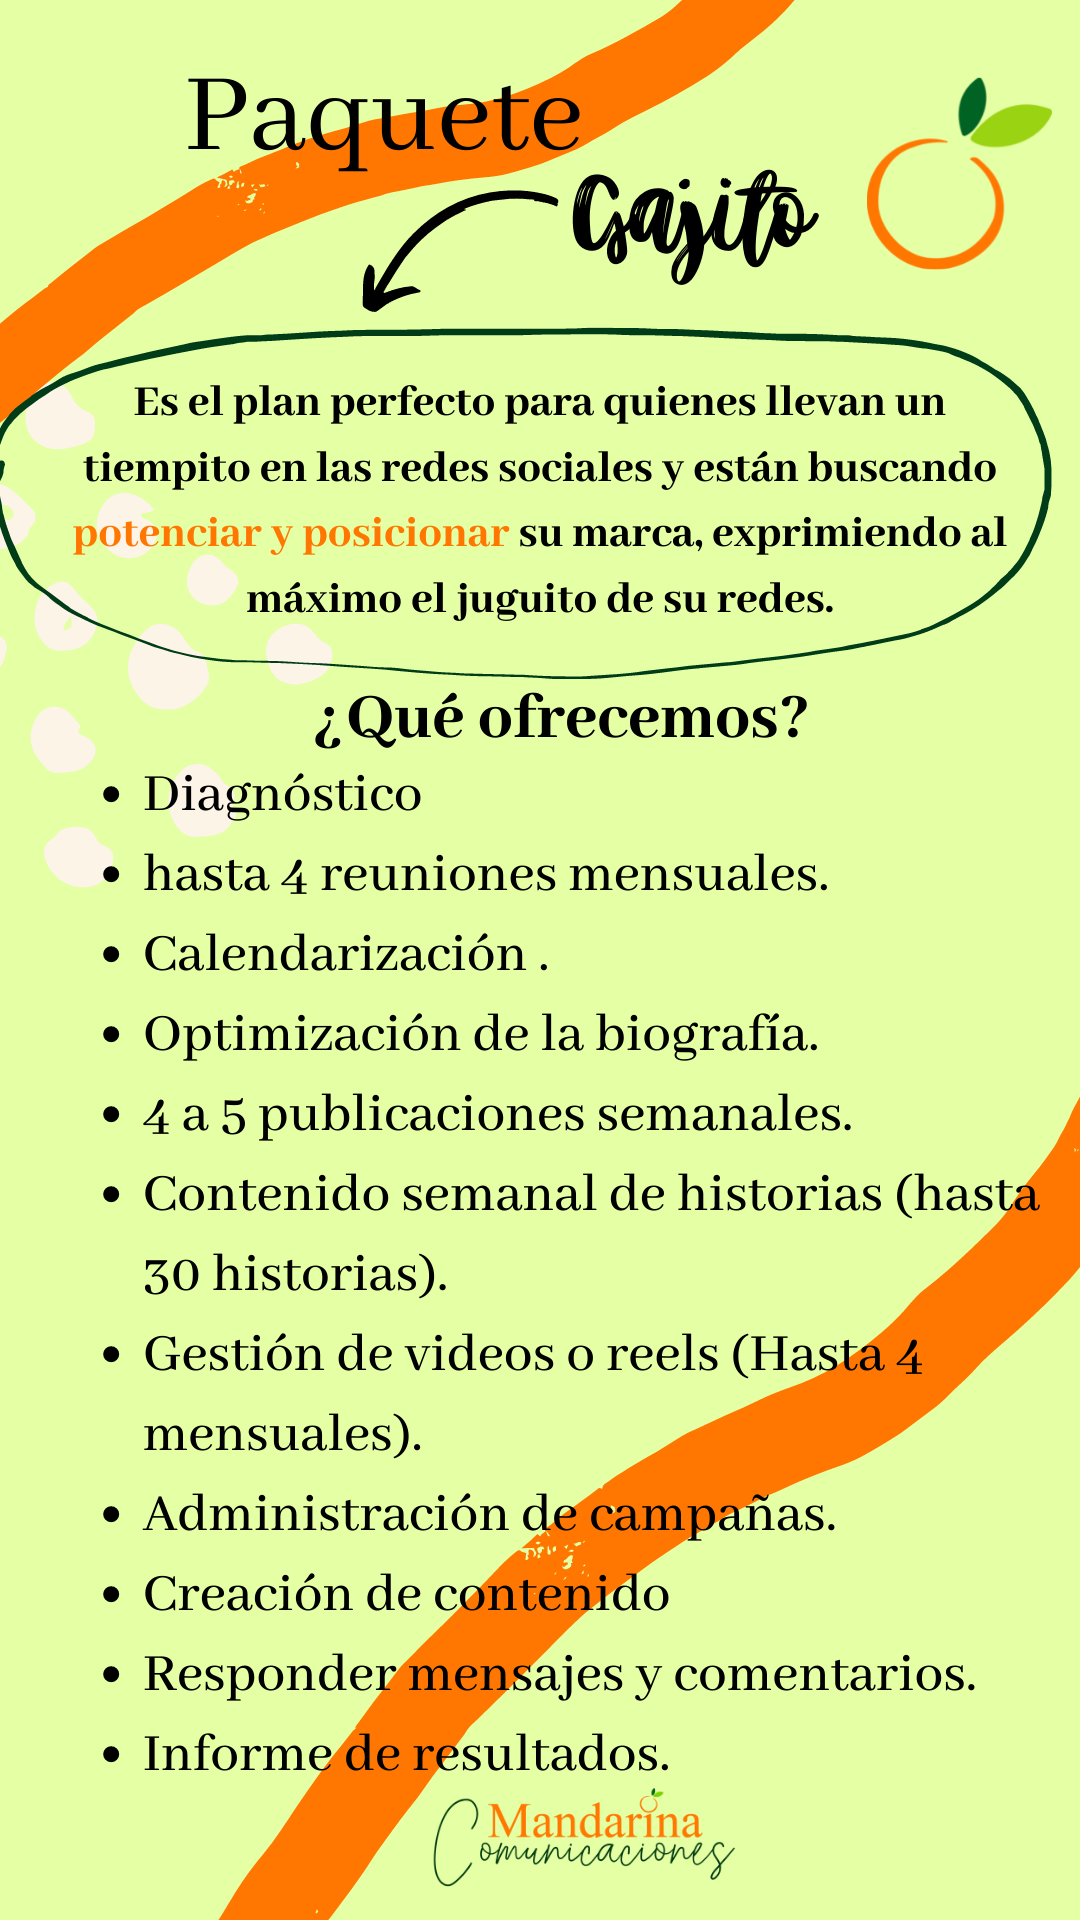 Paquete
Gajito
Es el plan perfecto para quienes llevan un
tiempito en las redes sociales y están buscando
potenciar y posicionar su marca, exprimiendo al
máximo el juguito de su redes.
¿Qué ofrecemos?
• Diagnóstico
• hasta 4 reuniones mensuales.
• Calendarización .
• Optimización de la biografía.
• 4 a 5 publicaciones semanales.
• Contenido semanal de historias (hasta
30 historias).
• Gestión de videos o reels (Hasta 4
mensuales).
• Administración de campañas.
• Creación de contenido
• Responder mensajes y comentarios.
• Informe de resultados.
Mandarina
Comunicaciones